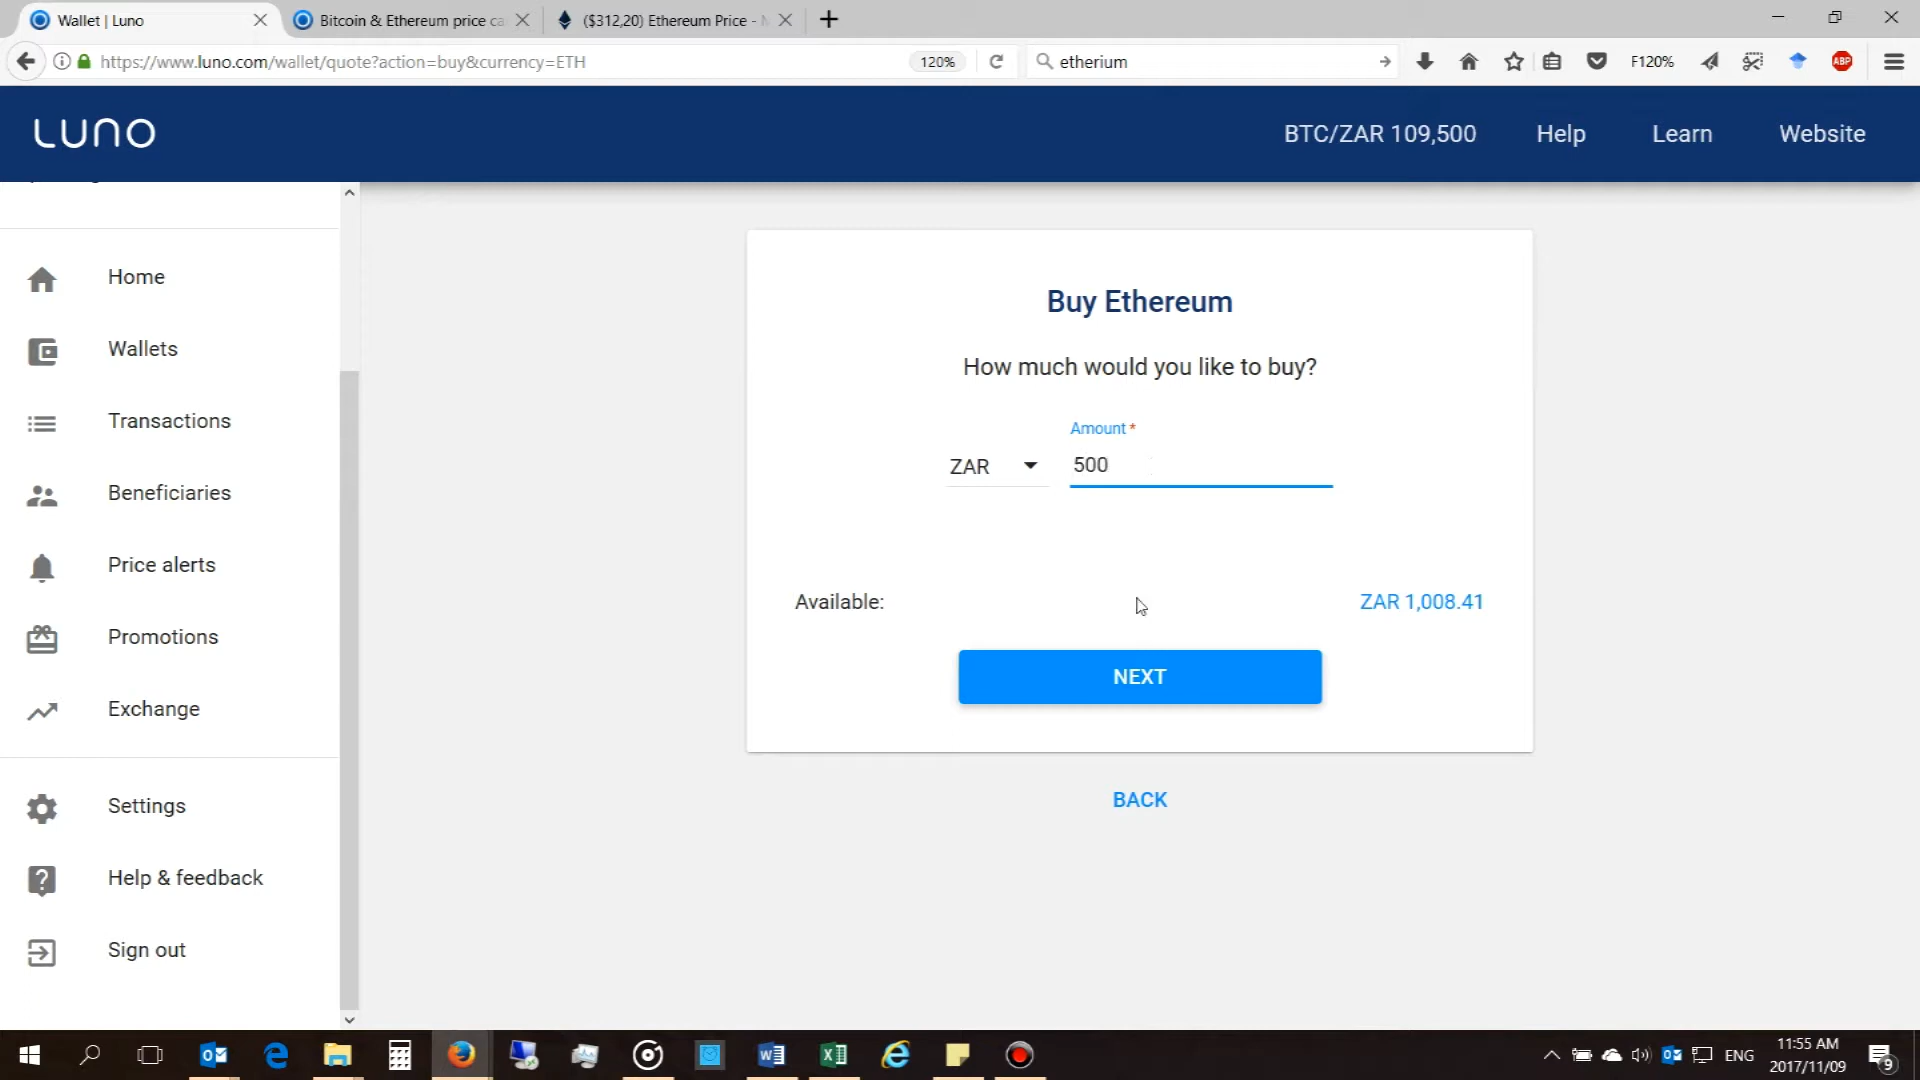 Wallet | Luno
Bitcoin & Ethereum price ca
($312,20) Ethereum Price -
https://www.luno.com/wallet/quote?action=buy&currency=ETH
120%
etherium
F120%
ABP
LUNO
BTC/ZAR 109,500
Help
Learn
Website
Home
Wallets
Transactions
Beneficiaries
Price alerts
Promotions
Exchange
Settings
Help & feedback
Sign out
Buy Ethereum
How much would you like to buy?
Amount *
ZAR
500
Available:
ZAR 1,008.41
NEXT
BACK
ENG
11:55 AM
2017/11/09
9